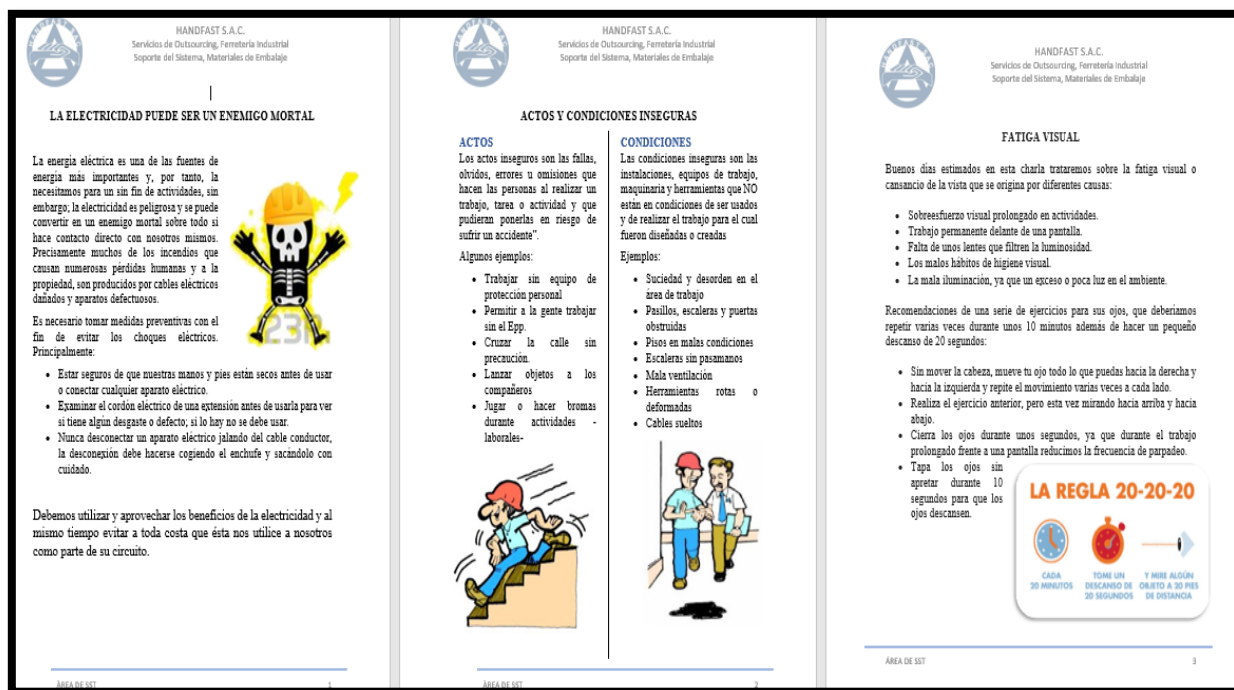 HANDFAST S.A.C.
Servicios de Outsourcing, Ferretería Industrial
Soporte del Sistema, Materiales de Embalaje
LA ELECTRICIDAD PUEDE SER UN ENEMIGO MORTAL
La energía eléctrica es una de las fuentes de
energía más importantes y, por tanto, la
necesitamos para un sin fin de actividades, sin
embargo; la electricidad es peligrosa y se puede
convertir en un enemigo mortal sobre todo si
hace contacto directo con nosotros mismos.
Precisamente muchos de los incendios que
causan numerosas pérdidas humanas y a la
propiedad, son producidos por cables eléctricos
dañados y aparatos defectuosos.
Es necesario tomar medidas preventivas con el
fin de evitar los choques eléctricos.
Principalmente:
• Estar seguros de que nuestras manos y pies están secos antes de usar
o conectar cualquier aparato eléctrico.
• Examinar el cordón eléctrico de una extensión antes de usarla para ver
si tiene algún desgaste o defecto; si lo hay no se debe usar.
• Nunca desconectar un aparato eléctrico jalando del cable conductor,
la desconexión debe hacerse cogiendo el enchufe y sacándolo con
cuidado.
Debemos utilizar y aprovechar los beneficios de la electricidad y al
mismo tiempo evitar a toda costa que ésta nos utilice a nosotros
como parte de su circuito.
ÁREA DE SST 1
HANDFAST S.A.C.
Servicios de Outsourcing, Ferretería Industrial
Soporte del Sistema, Materiales de Embalaje
ACTOS Y CONDICIONES INSEGURAS
ACTOS
Los actos inseguros son las fallas,
olvidos, errores u omisiones que
hacen las personas al realizar un
trabajo, tarea o actividad y que
pudieran ponerlas en riesgo de
sufrir un accidente".
Algunos ejemplos:
• Trabajar sin equipo de
protección personal
• Permitir a la gente trabajar
sin el Epp.
• Cruzar la calle sin
precaución.
• Lanzar objetos a los
compañeros
• Jugar o hacer bromas
durante actividades -
laborales-
CONDICIONES
Las condiciones inseguras son las
instalaciones, equipos de trabajo,
maquinaria y herramientas que NO
están en condiciones de ser usados
y de realizar el trabajo para el cual
fueron diseñadas o creadas
Ejemplos:
• Suciedad y desorden en el
área de trabajo
• Pasillos, escaleras y puertas
obstruidas
• Pisos en malas condiciones
• Escaleras sin pasamanos
• Mala ventilación
• Herramientas rotas o
deformadas
• Cables sueltos
ÁREA DE SST 2
HANDFAST S.A.C.
Servicios de Outsourcing, Ferretería Industrial
Soporte del Sistema, Materiales de Embalaje
FATIGA VISUAL
Buenos días estimados en esta charla trataremos sobre la fatiga visual o
cansancio de la vista que se origina por diferentes causas:
• Sobreesfuerzo visual prolongado en actividades.
• Trabajo permanente delante de una pantalla.
• Falta de unos lentes que filtren la luminosidad.
• Los malos hábitos de higiene visual.
• La mala iluminación, ya que un exceso o poca luz en el ambiente.
Recomendaciones de una serie de ejercicios para sus ojos, que deberíamos
repetir varias veces durante unos 10 minutos además de hacer un pequeño
descanso de 20 segundos:
• Sin mover la cabeza, mueve tu ojo todo lo que puedas hacia la derecha y
hacia la izquierda y repite el movimiento varias veces a cada lado.
• Realiza el ejercicio anterior, pero esta vez mirando hacia arriba y hacia
abajo.
• Cierra los ojos durante unos segundos, ya que durante el trabajo
prolongado frente a una pantalla reducimos la frecuencia de parpadeo.
• Tapa los ojos sin
apretar durante 10
segundos para que los
ojos descansen.
LA REGLA 20-20-20
CADA
20 MINUTOS
TOME UN
DESCANSO DE
20 SEGUNDOS
Y MIRE ALGÚN
OBJETO A 20 PIES
DE DISTANCIA
ÁREA DE SST 3